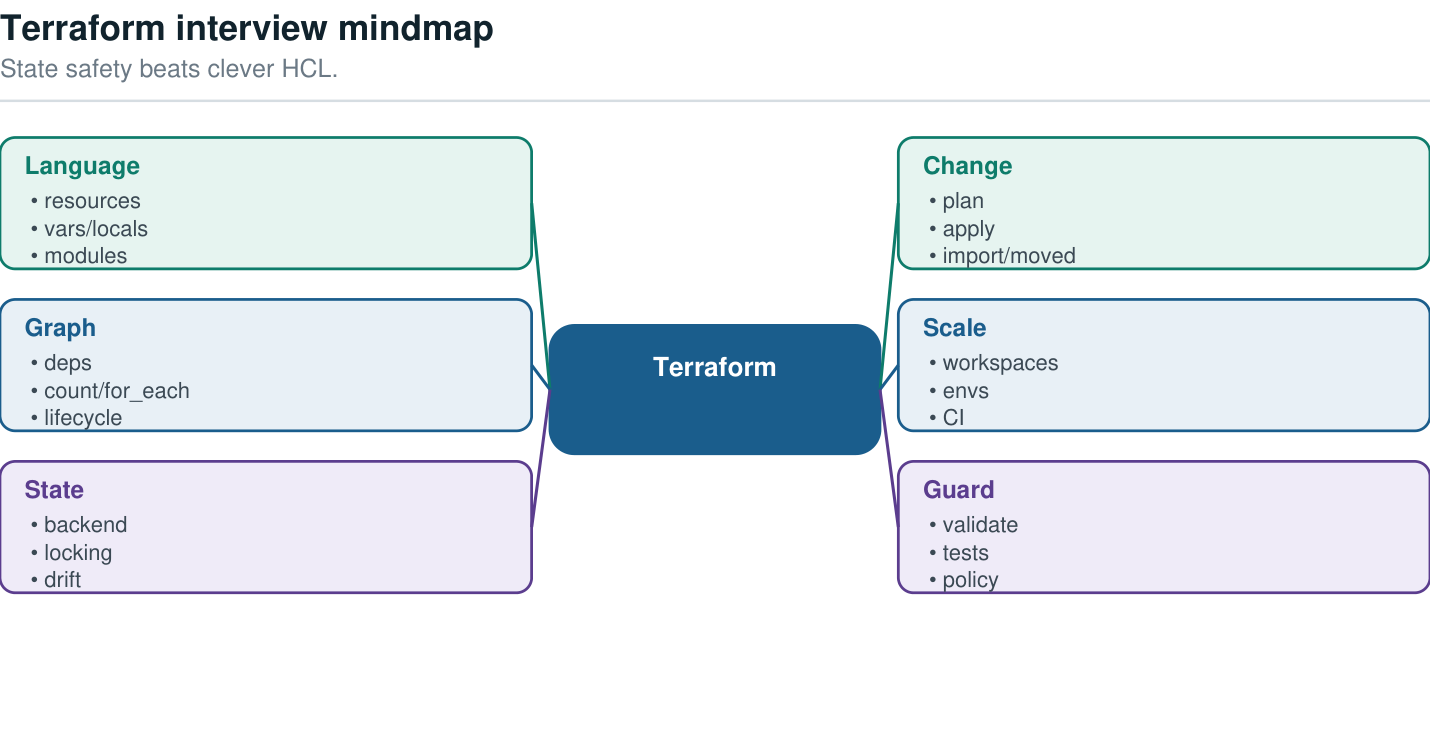 Terraform interview mindmap
State safety beats clever HCL.
Language
• resources
• vars/locals
• modules
Graph
• deps
• count/for_each
• lifecycle
State
• backend
• locking
• drift
Terraform
Change
• plan
• apply
• import/moved
Scale
• workspaces
• envs
• CI
Guard
• validate
• tests
• policy